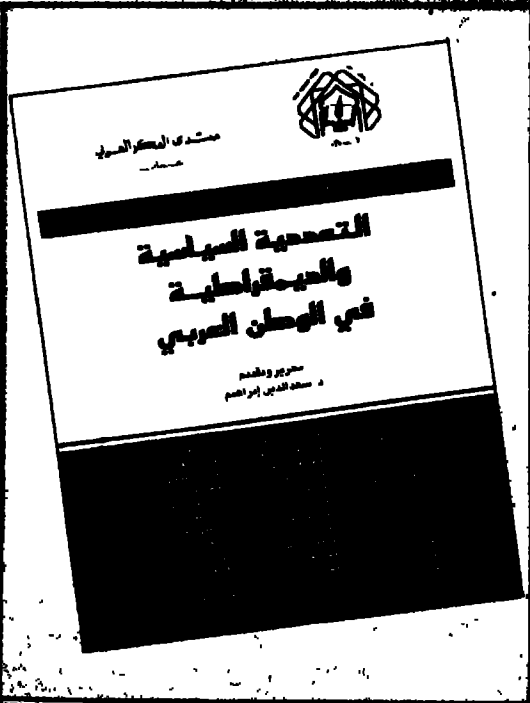 منتدى الفكر العربي
عمان
التعددية السياسية
والديمقراطية
في الوطن العربي
تحرير وتقديم
د. سعد الدين إبراهيم